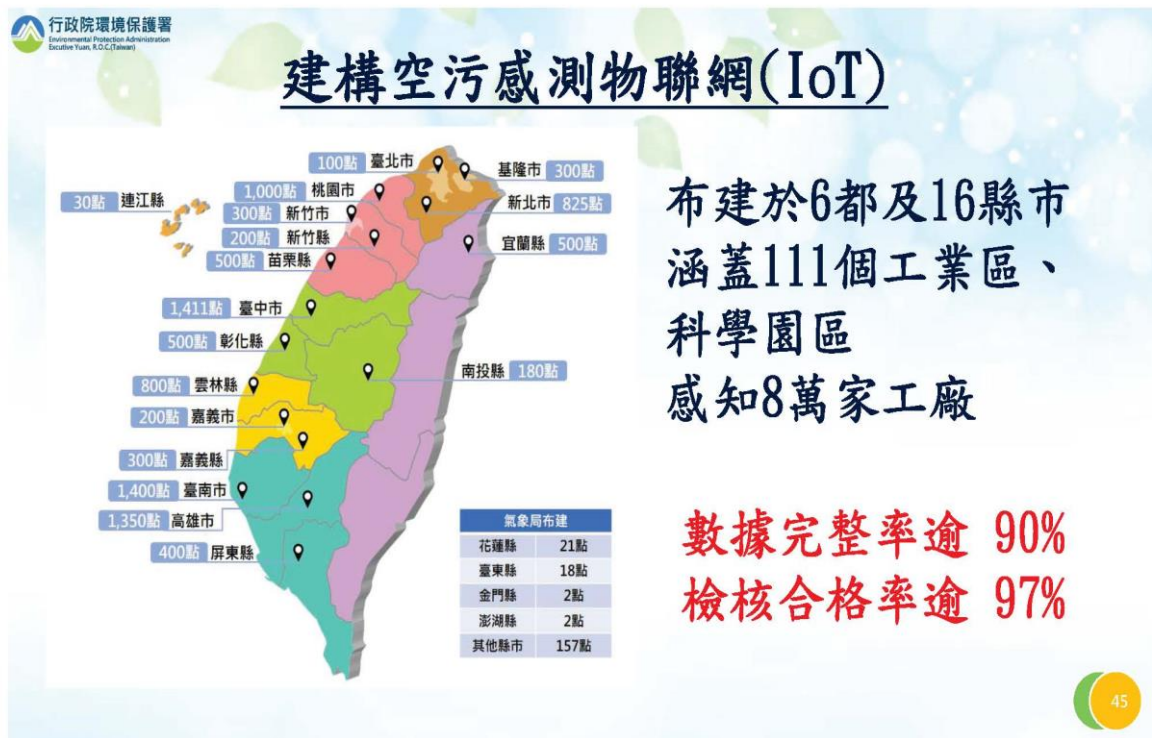 行政院環境保護署
Environmental Protection Administration
Excutive Yuan, R.O.C.(Taiwan)
建構空污感測物聯網(IoT)
100點 臺北市
基隆市 300點
1,000點 桃園市
新北市 825點
30點 連江縣
300點 新竹市
200點 新竹縣
宜蘭縣 500點
500點 苗栗縣
1,411點 臺中市
500點 彰化縣
南投縣 180點
800點 雲林縣
200點 嘉義市
300點 嘉義縣
1,400點 臺南市
1,350點 高雄市
400點 屏東縣
氣象局布建
花蓮縣 21點
臺東縣 18點
金門縣 2點
澎湖縣 2點
其他縣市 157點
布建於6都及16縣市
涵蓋111個工業區、
科學園區
感知8萬家工廠
數據完整率逾 90%
檢核合格率逾 97%
45